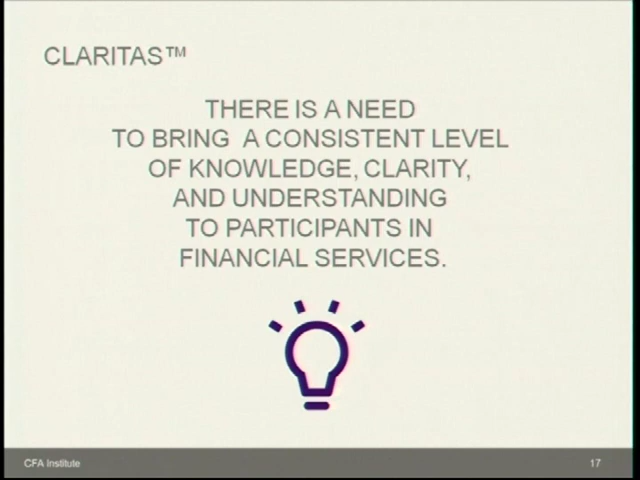 CLARITAS™
THERE IS A NEED
TO BRING A CONSISTENT LEVEL
OF KNOWLEDGE, CLARITY,
AND UNDERSTANDING
TO PARTICIPANTS IN
FINANCIAL SERVICES.
CFA Institute
17